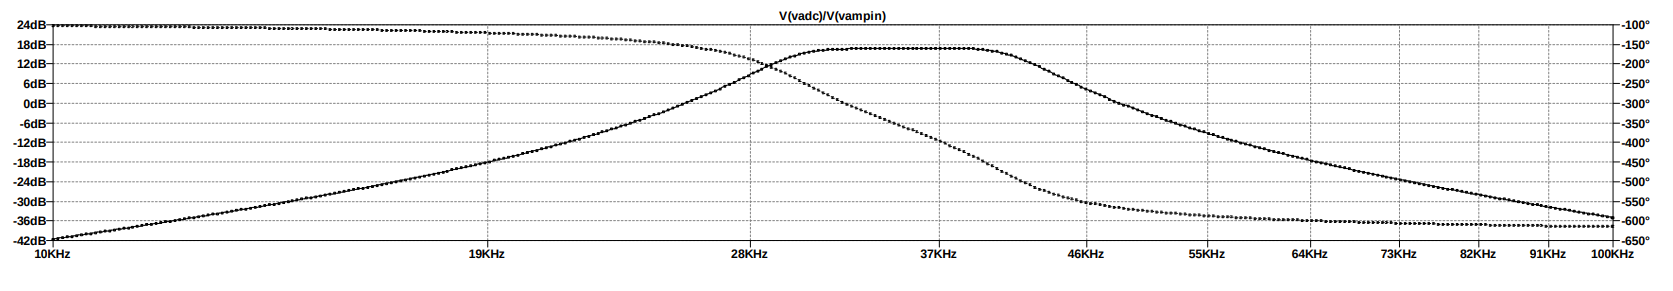 V(vadc)/V(vampin)
24dB -100°
18dB -150°
12dB -200°
6dB -250°
0dB -300°
-6dB -350°
-12dB -400°
-18dB -450°
-24dB -500°
-30dB -550°
-36dB -600°
-42dB -650°
10KHz 19KHz 28KHz 37KHz 46KHz 55KHz 64KHz 73KHz 82KHz 91KHz 100KHz